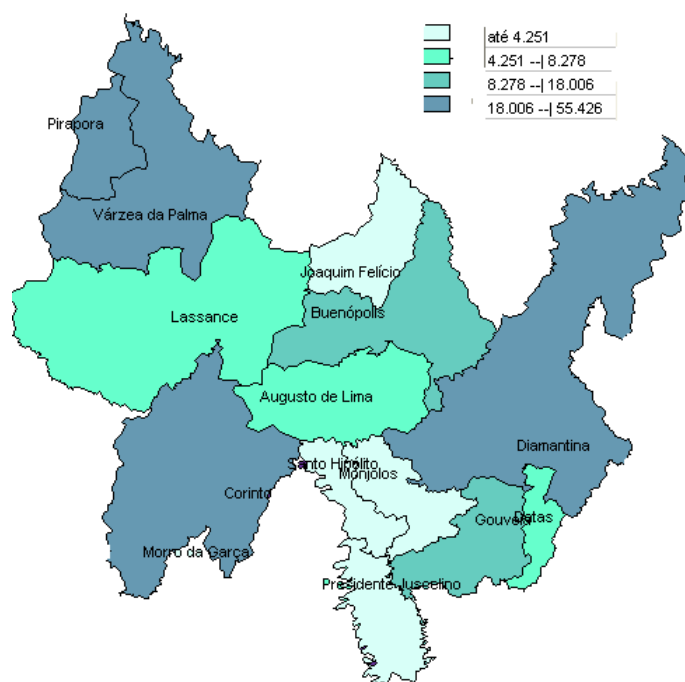 até 4.251
4.251 --| 8.278
8.278 --| 18.006
18.006 --| 55.426
Pirapora
Várzea da Palma
Joaquim Felício
Lassance
Buenópolis
Augusto de Lima
Diamantina
Santo Hipólito
Monjolos
Corinto
Gouveia
Datas
Morro da Garça
Presidente Juscelino